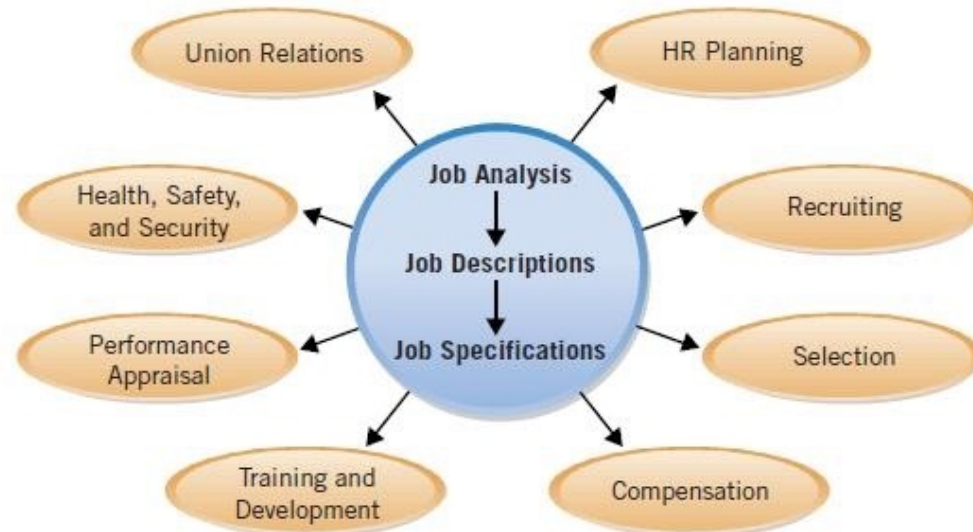 Union Relations
HR Planning
Job Analysis
Health, Safety,
and Security
Recruiting
Job Descriptions
Performance
Appraisal
Job Specifications
Selection
Training and
Development
Compensation